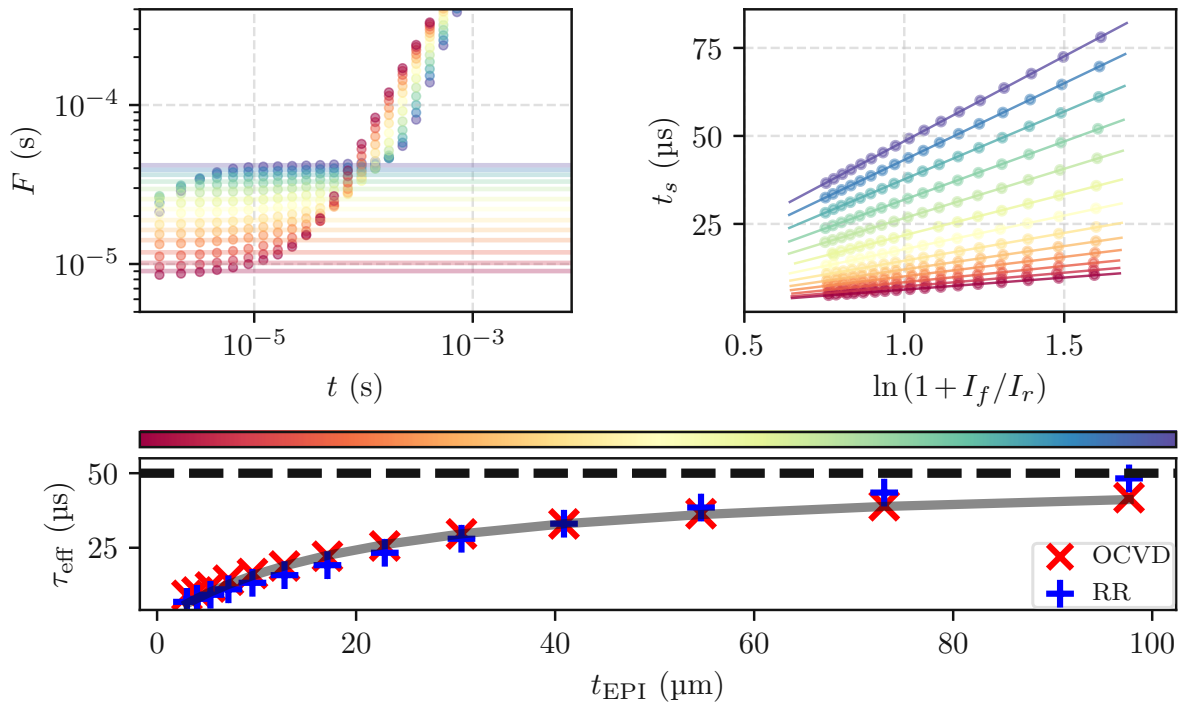 10⁻⁴
10⁻⁵
F (s)
10⁻⁵
10⁻³
t (s)
75
50
25
t_s (µs)
0.5
1.0
1.5
ln (1 + I_f/I_r)
50
25
τ_eff (µs)
OCVD
RR
0
20
40
60
80
100
t_EPI (µm)